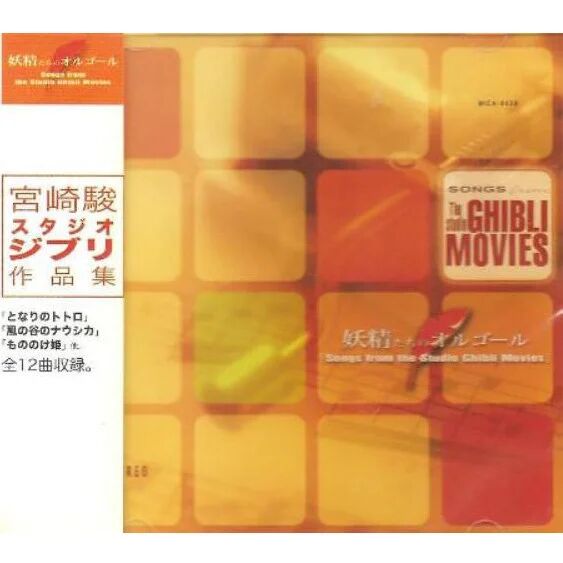 妖精たちのオルゴール
Songs from
the Studio Ghibli Movies
宮崎駿
スタジオ
ジブリ
作品集
「となりのトトロ」
「風の谷のナウシカ」
「もののけ姫」他、
全12曲収録。
SONGS from
The studio GHIBLI
MOVIES
妖精たちのオルゴール
Songs from the Studio Ghibli Movies